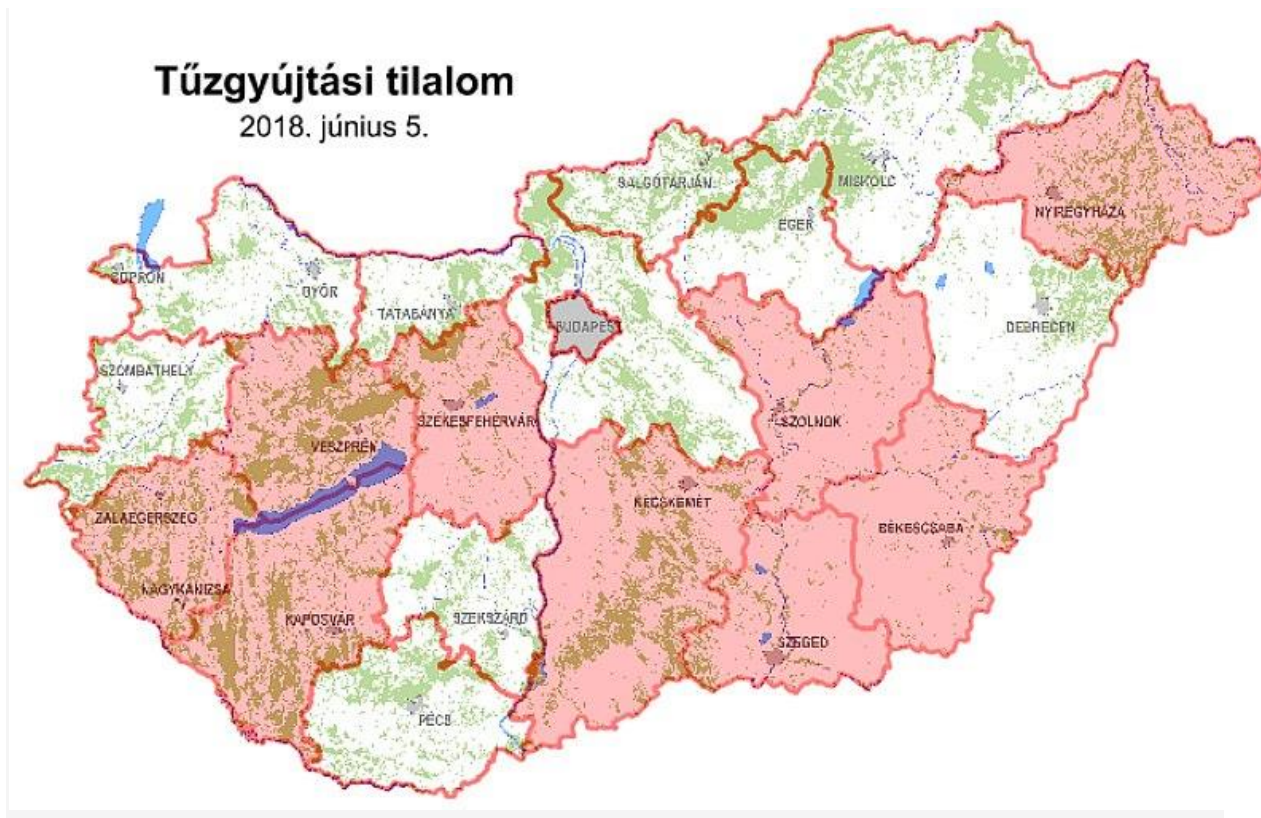 Tűzgyújtási tilalom
2018. június 5.
SALGÓTARJÁN
MISKOLC
NYIREGYHÁZA
EGER
SOPRON
GYŐR
TATABÁNYA
BUDAPEST
DEBRECEN
SZOMBATHELY
SZÉKESFEHÉRVÁR
SZOLNOK
VESZPRÉM
KECSKEMÉT
ZALAEGERSZEG
BÉKÉSCSABA
NAGYKANIZSA
KAPOSVÁR
SZEKSZÁRD
SZEGED
PÉCS